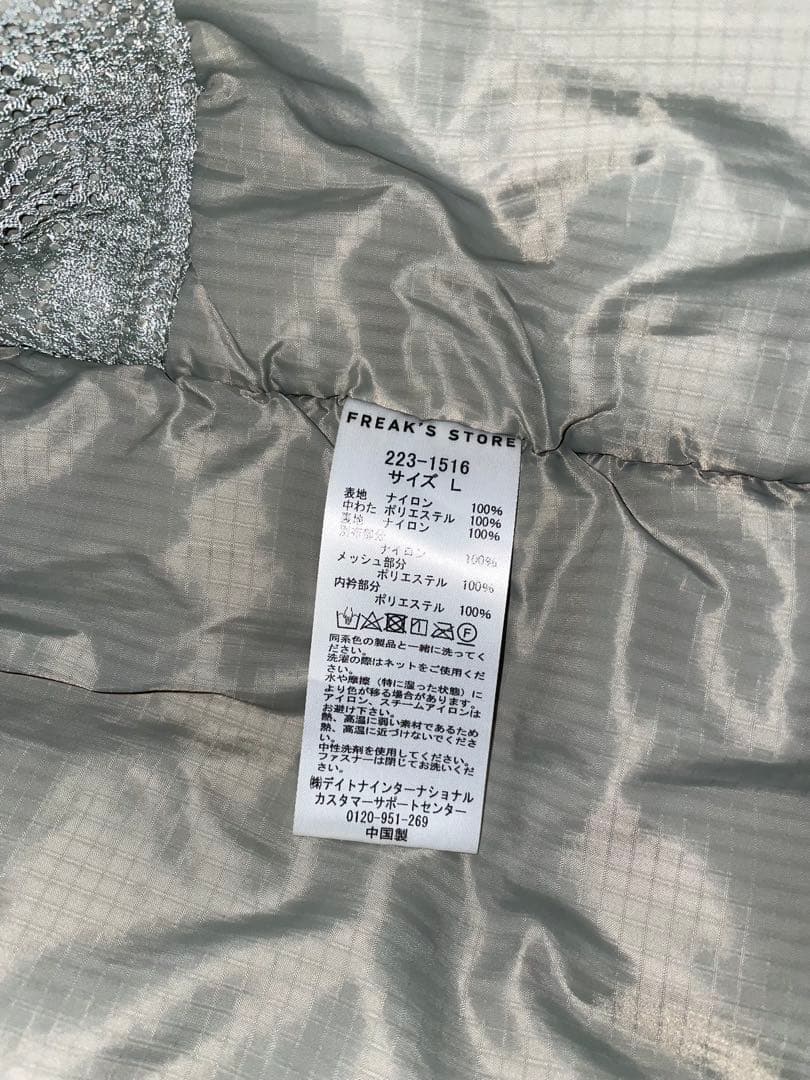 FREAK'S STORE
223-1516
サイズ L
表地 ナイロン 100%
中わた ポリエステル 100%
裏地 ナイロン 100%
別布部分
ナイロン 100%
メッシュ部分
ポリエステル 100%
内衿部分
ポリエステル 100%
F
同系色の製品と一緒に洗ってく
ださい。
洗濯の際はネットをご使用くだ
さい。
水や摩擦（特に湿った状態）に
より色が移る場合があります。
アイロン、スチームアイロンは
お避け下さい。
熱、高温に弱い素材であるため
熱、高温に近づけないでくださ
い。
中性洗剤を使用してください。
ファスナーは閉じてお洗いくだ
さい。
㈱デイトナインターナショナル
カスタマーサポートセンター
0120-951-269
中国製